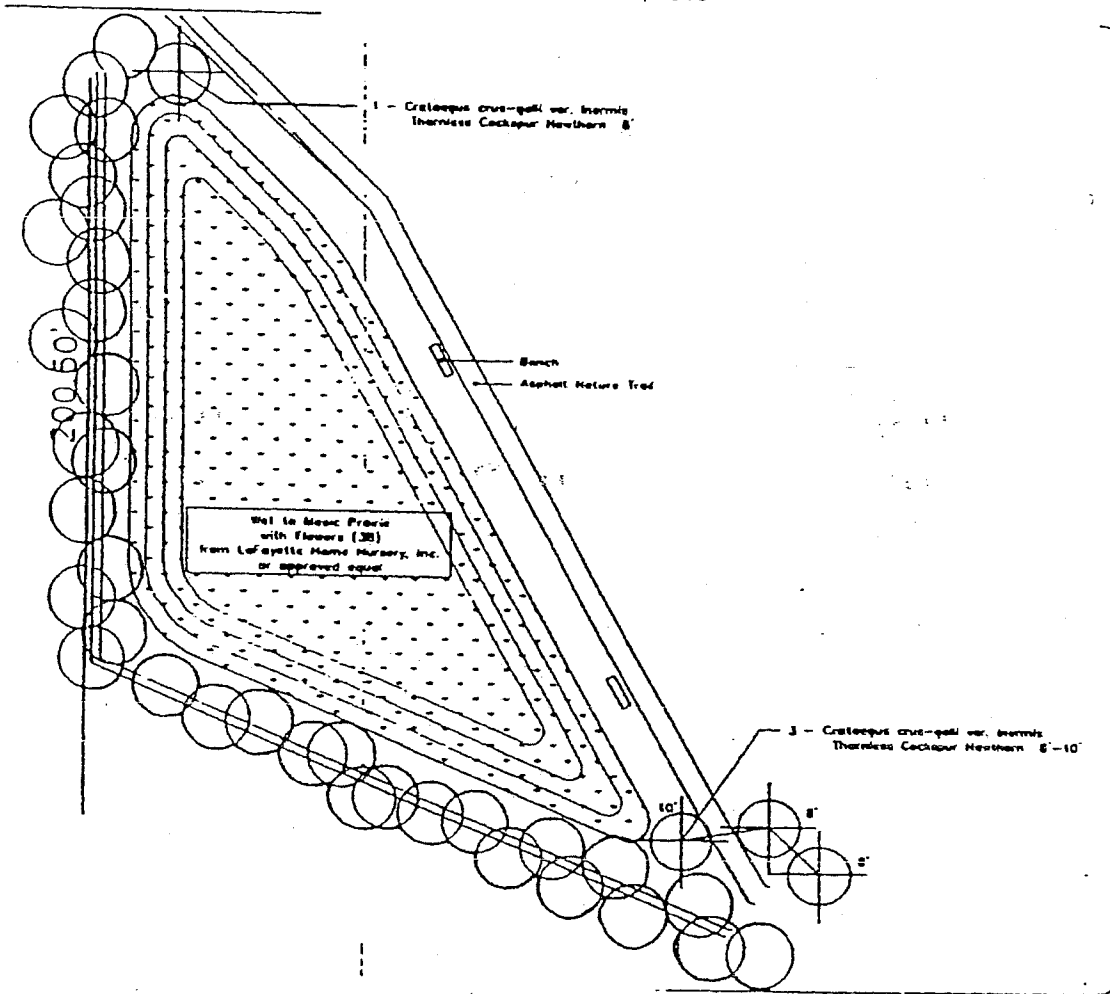 1 - Crataegus crus-galli var. Inermis
Thornless Cockspur Hawthorn 8'
Bench
Asphalt Nature Trail
200.50'
Wet to Mesic Prairie
with Flowers (3B)
from LaFayette Home Nursery, Inc.
or approved equal
3 - Crataegus crus-galli var. Inermis
Thornless Cockspur Hawthorn 8'-10'
10'
8'